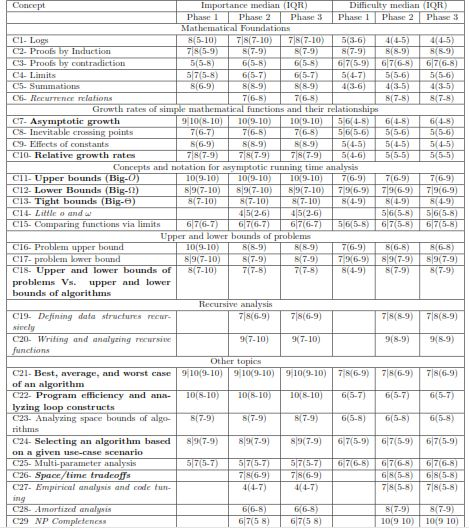 Concept Importance median (IQR) Difficulty median (IQR)
Phase 1 Phase 2 Phase 3 Phase 1 Phase 2 Phase 3
Mathematical Foundations
C1- Logs 8(5-10) 7|8(7-10) 7|8(7-10) 5(3-6) 4(4-5) 4(4-5)
C2- Proofs by Induction 7|8(5-9) 8(7-9) 8(7-9) 8(7-9) 8(8-9) 8(8-9)
C3- Proofs by contradiction 5(5-8) 6(5-8) 6(5-8) 6|7(5-9) 6|7(6-8) 6|7(6-8)
C4- Limits 5|7(5-8) 6(5-7) 6(5-7) 5(4-7) 5(5-6) 5(5-6)
C5- Summations 8(6-9) 8(8-9) 8(8-9) 4(3-6) 4(3-5) 4(4-5)
C6- Recurrence relations 7(6-8) 7(6-8) 8(7-8) 8(7-8)
Growth rates of simple mathematical functions and their relationships
C7- Asymptotic growth 9|10(8-10) 10(9-10) 10(9-10) 5|6(4-8) 6(4-8) 6(4-8)
C8- Inevitable crossing points 7(6-7) 7(6-8) 7(6-8) 5|6(5-6) 5(5-6) 5(5-6)
C9- Effects of constants 8(6-9) 8(8-9) 8(8-9) 5(4-5) 5(4-5) 5(4-5)
C10- Relative growth rates 7|8(7-9) 7|8(7-9) 7|8(7-9) 5(4-6) 5(5-5) 5(5-5)
Concepts and notation for asymptotic running time analysis
C11- Upper bounds (Big-O) 10(9-10) 10(9-10) 10(9-10) 7(6-9) 7(6-9) 7(6-9)
C12- Lower Bounds (Big-Ω) 8|9(7-10) 8|9(7-10) 8|9(7-10) 7|9(6-9) 7|9(6-9) 7|9(6-9)
C13- Tight bounds (Big-Θ) 8(7-10) 8(7-10) 8(7-10) 8(4-9) 8(4-9) 8(4-9)
C14- Little o and ω 4|5(2-6) 4|5(2-6) 5|6(5-8) 5|6(5-8)
C15- Comparing functions via limits 6|7(6-7) 6|7(6-7) 6|7(6-7) 5|6(5-8) 6|7(5-8) 6|7(5-8)
Upper and lower bounds of problems
C16- Problem upper bound 10(9-10) 8(8-9) 8(8-9) 7(6-9) 8(6-8) 8(6-8)
C17- problem lower bound 8|9(7-10) 8(7-9) 8(7-9) 7|9(6-9) 8|9(7-9) 8|9(7-9)
C18- Upper and lower bounds of 8(7-10) 7(7-8) 7(7-8) 8(4-9) 8(7-9) 8(7-9)
problems Vs. upper and lower
bounds of algorithms
Recursive analysis
C19- Defining data structures recur- 7|8(6-9) 7|8(6-9) 7|8(8-9) 7|8(8-9)
sively
C20- Writing and analyzing recursive 9(7-10) 9(7-10) 9(8-9) 9(8-9)
functions
Other topics
C21- Best, average, and worst case 9|10(9-10) 9|10(9-10) 9|10(9-10) 7|8(6-9) 7|8(6-9) 7|8(6-9)
of an algorithm
C22- Program efficiency and ana- 10(8-10) 10(8-10) 10(8-10) 6(5-7) 6(5-7) 6(5-7)
lyzing loop constructs
C23- Analyzing space bounds of algo- 8(7-9) 8(7-9) 8(7-9) 6(5-8) 6(5-8) 6(5-8)
rithms
C24- Selecting an algorithm based 8|9(7-9) 8|9(7-9) 8|9(7-9) 6|7(5-9) 6|7(5-9) 6|7(5-9)
on a given use-case scenario
C25- Multi-parameter analysis 5|7(5-7) 5|7(5-7) 5|7(5-7) 6|7(6-8) 6|7(6-8) 6|7(6-8)
C26- Space/time tradeoffs 7|8(6-9) 7|8(6-9) 6|8(5-8) 6|8(5-8)
C27- Empirical analysis and code tun- 4(4-7) 4(4-7) 7|8(5-8) 7|8(5-8)
ing
C28- Amortized analysis 6(6-8) 6(6-8) 8(7-9) 8(7-9)
C29 NP Completeness 6|7(5 8) 6|7(5 8) 10(9 10) 10(9 10)